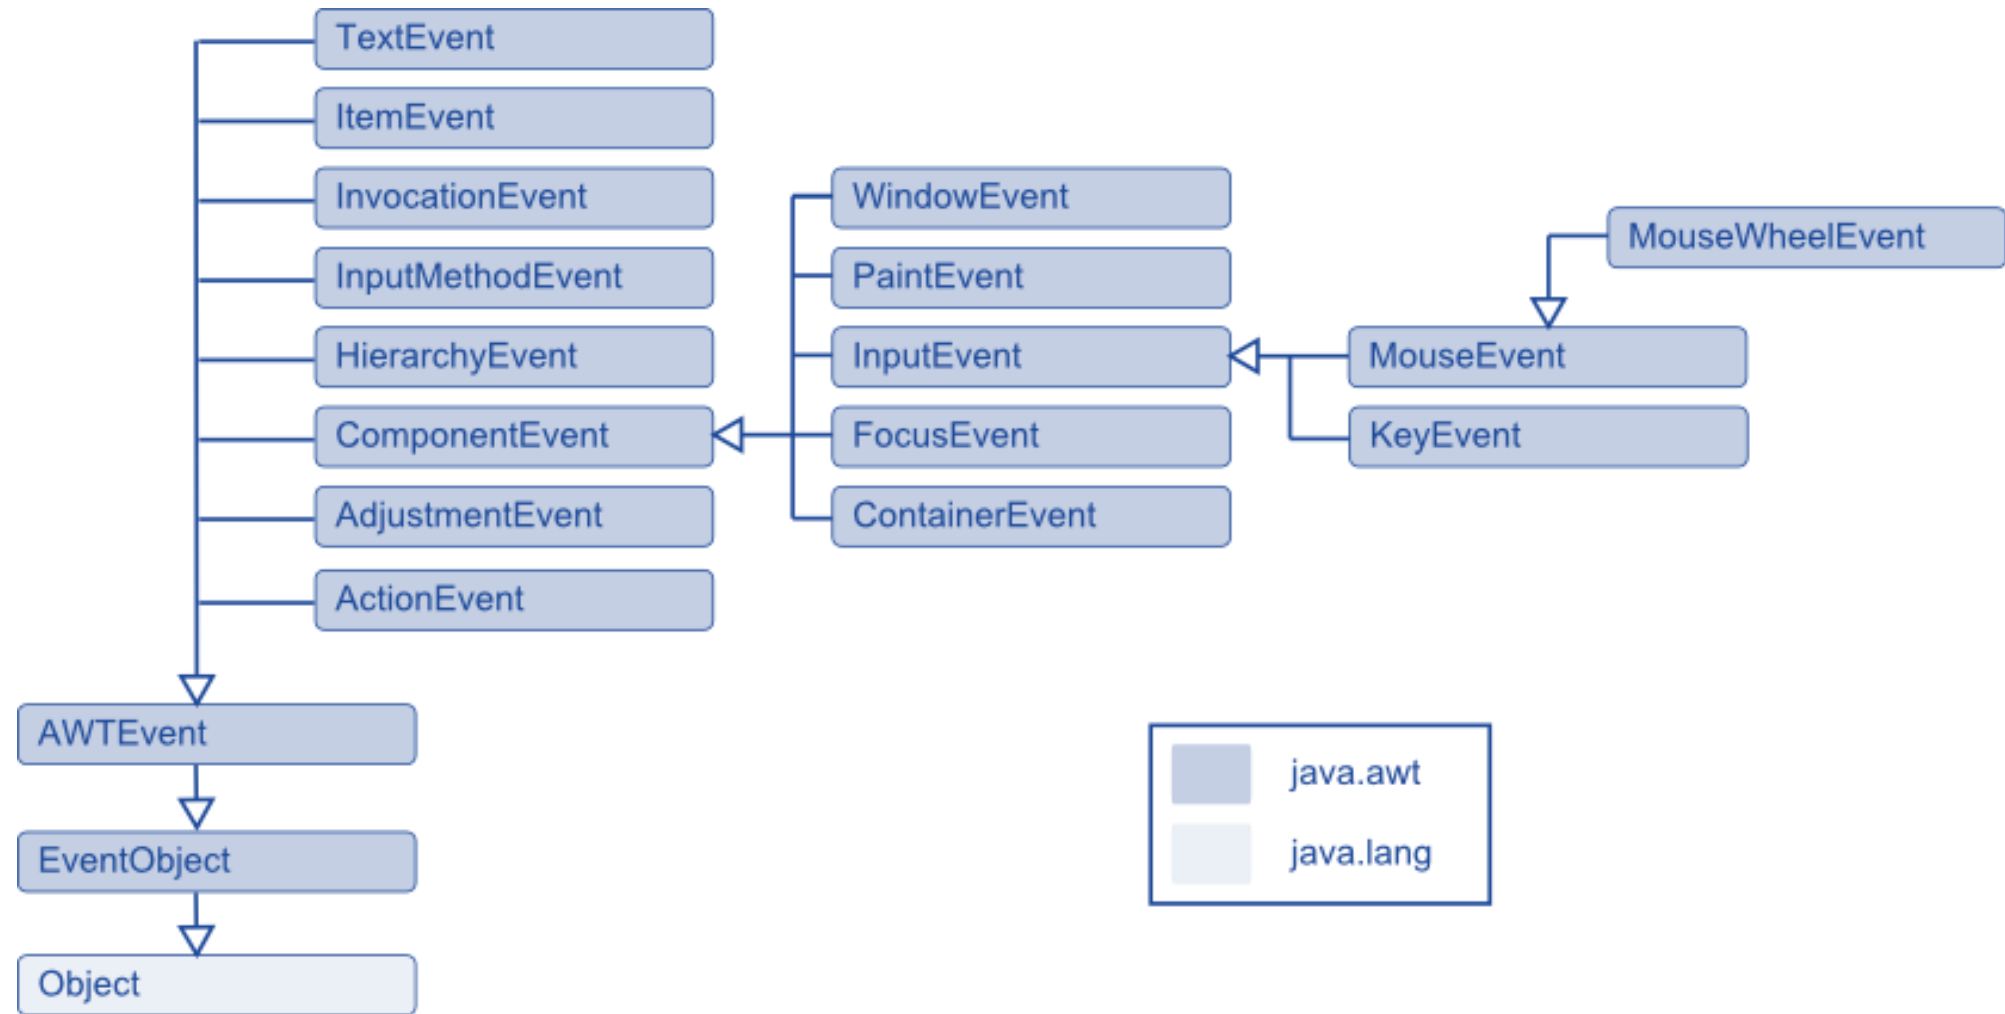 TextEvent
ItemEvent
InvocationEvent
InputMethodEvent
HierarchyEvent
ComponentEvent
AdjustmentEvent
ActionEvent
WindowEvent
PaintEvent
InputEvent
FocusEvent
ContainerEvent
MouseWheelEvent
MouseEvent
KeyEvent
AWTEvent
EventObject
Object
java.awt
java.lang